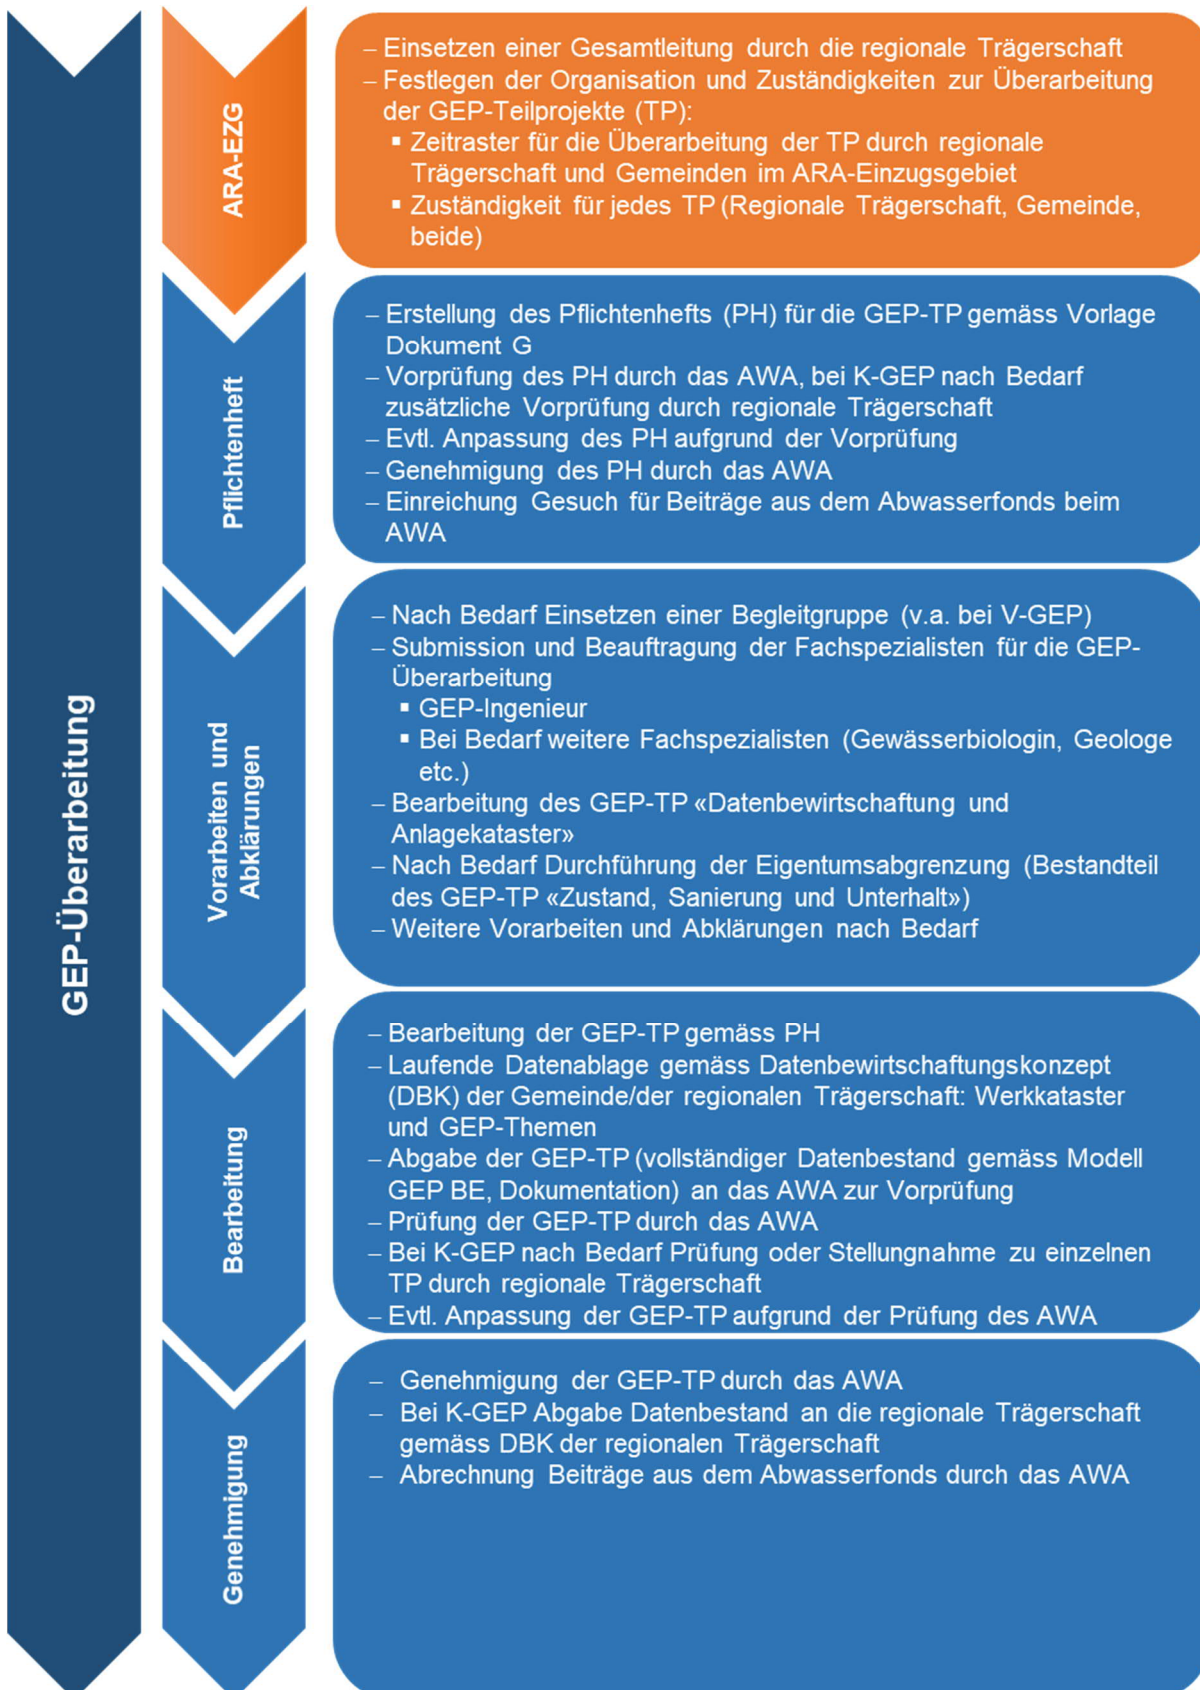 GEP-Überarbeitung
ARA-EZG
– Einsetzen einer Gesamtleitung durch die regionale Trägerschaft
– Festlegen der Organisation und Zuständigkeiten zur Überarbeitung
der GEP-Teilprojekte (TP):
▪ Zeitraster für die Überarbeitung der TP durch regionale
Trägerschaft und Gemeinden im ARA-Einzugsgebiet
▪ Zuständigkeit für jedes TP (Regionale Trägerschaft, Gemeinde,
beide)
Pflichtenheft
– Erstellung des Pflichtenhefts (PH) für die GEP-TP gemäss Vorlage
Dokument G
– Vorprüfung des PH durch das AWA, bei K-GEP nach Bedarf
zusätzliche Vorprüfung durch regionale Trägerschaft
– Evtl. Anpassung des PH aufgrund der Vorprüfung
– Genehmigung des PH durch das AWA
– Einreichung Gesuch für Beiträge aus dem Abwasserfonds beim
AWA
Vorarbeiten und
Abklärungen
– Nach Bedarf Einsetzen einer Begleitgruppe (v.a. bei V-GEP)
– Submission und Beauftragung der Fachspezialisten für die GEP-
Überarbeitung
▪ GEP-Ingenieur
▪ Bei Bedarf weitere Fachspezialisten (Gewässerbiologin, Geologe
etc.)
– Bearbeitung des GEP-TP «Datenbewirtschaftung und
Anlagekataster»
– Nach Bedarf Durchführung der Eigentumsabgrenzung (Bestandteil
des GEP-TP «Zustand, Sanierung und Unterhalt»)
– Weitere Vorarbeiten und Abklärungen nach Bedarf
Bearbeitung
– Bearbeitung der GEP-TP gemäss PH
– Laufende Datenablage gemäss Datenbewirtschaftungskonzept
(DBK) der Gemeinde/der regionalen Trägerschaft: Werkkataster
und GEP-Themen
– Abgabe der GEP-TP (vollständiger Datenbestand gemäss Modell
GEP BE, Dokumentation) an das AWA zur Vorprüfung
– Prüfung der GEP-TP durch das AWA
– Bei K-GEP nach Bedarf Prüfung oder Stellungnahme zu einzelnen
TP durch regionale Trägerschaft
– Evtl. Anpassung der GEP-TP aufgrund der Prüfung des AWA
Genehmigung
– Genehmigung der GEP-TP durch das AWA
– Bei K-GEP Abgabe Datenbestand an die regionale Trägerschaft
gemäss DBK der regionalen Trägerschaft
– Abrechnung Beiträge aus dem Abwasserfonds durch das AWA